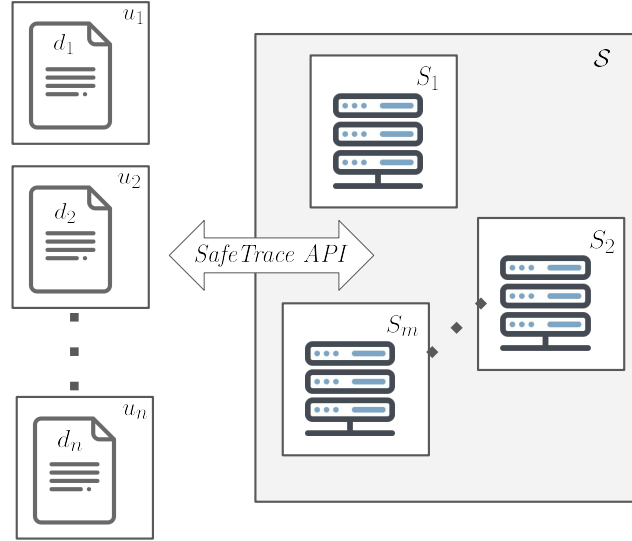 u₁
d₁
u₂
d₂
uₙ
dₙ
SafeTrace API
𝒮
S₁
S₂
Sₘ